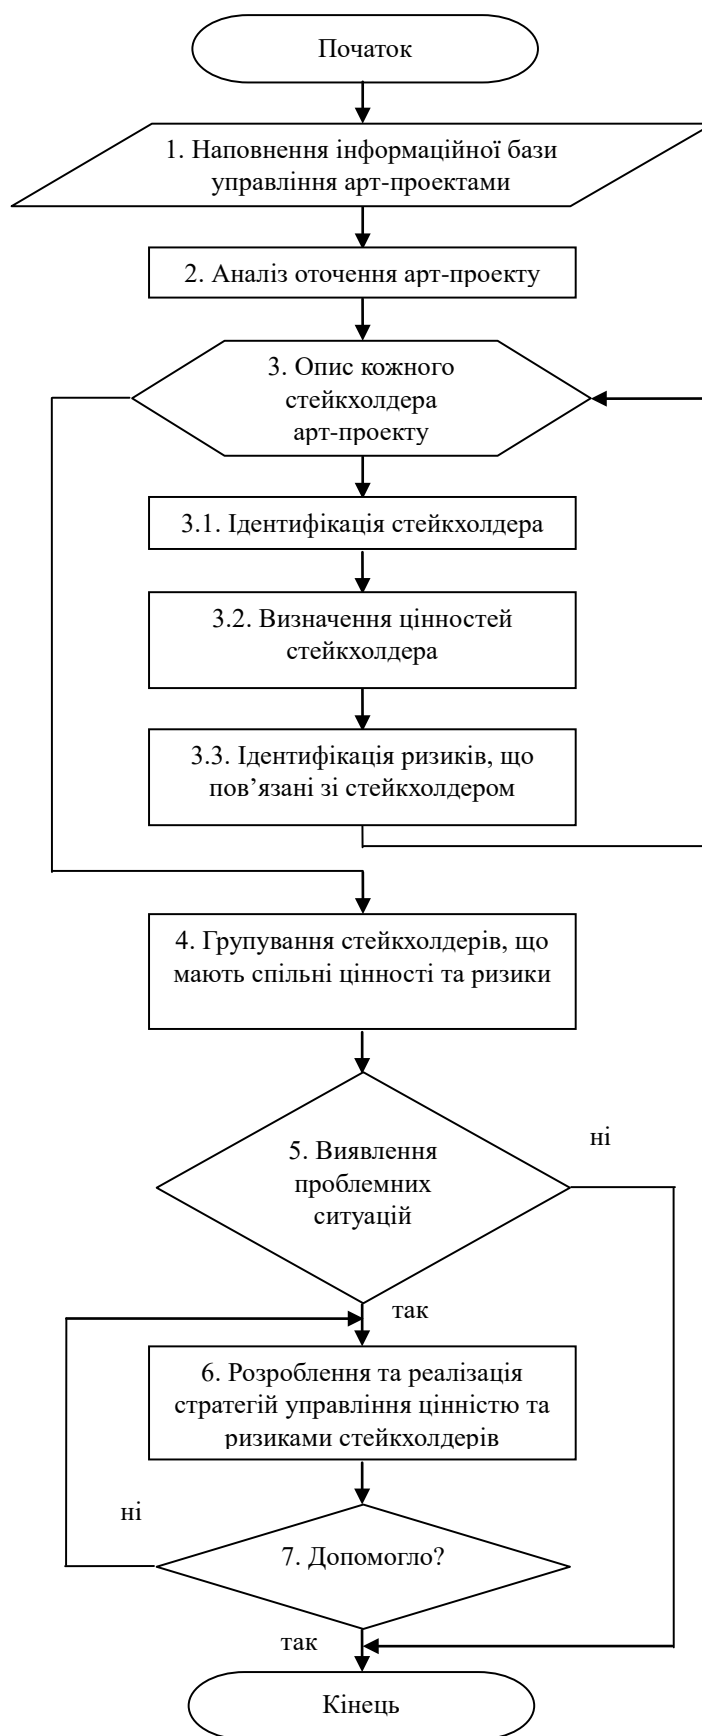 Початок
1. Наповнення інформаційної бази
управління арт-проектами
2. Аналіз оточення арт-проекту
3. Опис кожного
стейкхолдера
арт-проекту
3.1. Ідентифікація стейкхолдера
3.2. Визначення цінностей
стейкхолдера
3.3. Ідентифікація ризиків, що
пов’язані зі стейкхолдером
4. Групування стейкхолдерів, що
мають спільні цінності та ризики
ні
5. Виявлення
проблемних
ситуацій
так
6. Розроблення та реалізація
стратегій управління цінністю та
ризиками стейкхолдерів
ні
7. Допомогло?
так
Кінець